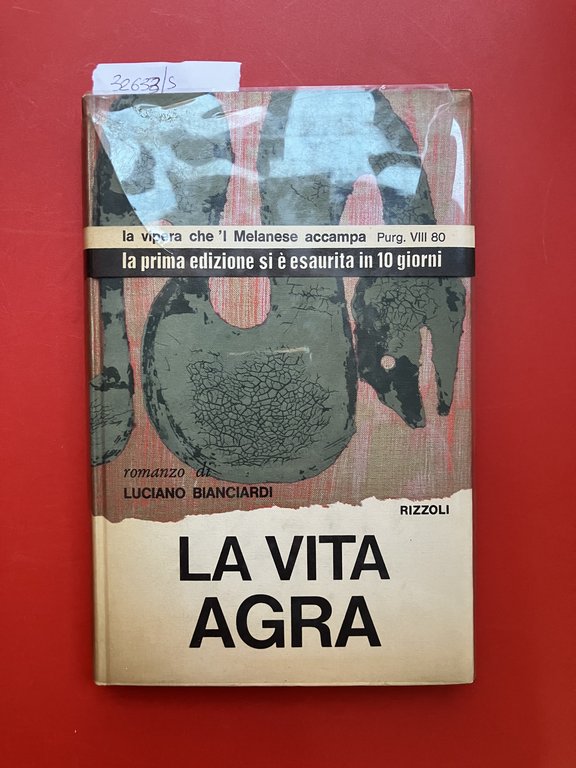 32633/s
la vipera che 'l Melanese accampa Purg. VIII 80
la prima edizione si è esaurita in 10 giorni
romanzo di
LUCIANO BIANCIARDI
RIZZOLI
LA VITA
AGRA